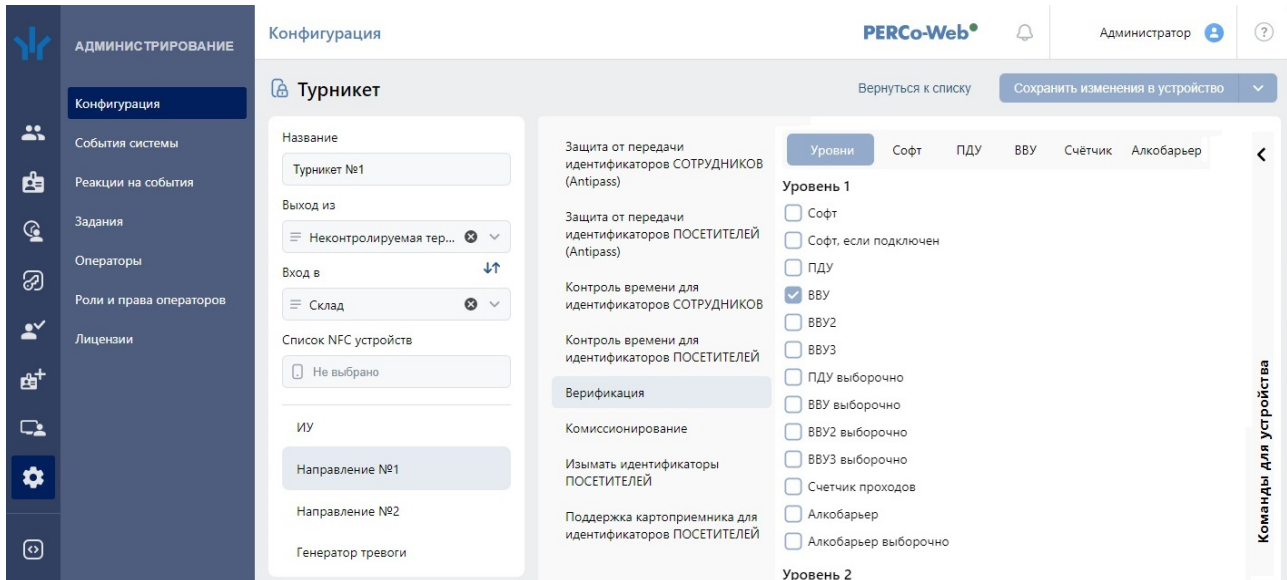 АДМИНИСТРИРОВАНИЕ
Конфигурация
События системы
Реакции на события
Задания
Операторы
Роли и права операторов
Лицензии
Конфигурация
PERCo-Web
Администратор
?
Турникет
Вернуться к списку
Сохранить изменения в устройство
Название
Турникет №1
Выход из
Неконтролируемая тер...
Вход в
Склад
Список NFC устройств
Не выбрано
ИУ
Направление №1
Направление №2
Генератор тревоги
Защита от передачи
идентификаторов СОТРУДНИКОВ
(Antipass)
Защита от передачи
идентификаторов ПОСЕТИТЕЛЕЙ
(Antipass)
Контроль времени для
идентификаторов СОТРУДНИКОВ
Контроль времени для
идентификаторов ПОСЕТИТЕЛЕЙ
Верификация
Комиссионирование
Изымать идентификаторы
ПОСЕТИТЕЛЕЙ
Поддержка картоприемника для
идентификаторов ПОСЕТИТЕЛЕЙ
Уровни Софт ПДУ ВВУ Счётчик Алкобарьер
Уровень 1
Софт
Софт, если подключен
ПДУ
ВВУ
ВВУ2
ВВУ3
ПДУ выборочно
ВВУ выборочно
ВВУ2 выборочно
ВВУ3 выборочно
Счетчик проходов
Алкобарьер
Алкобарьер выборочно
Уровень 2
Команды для устройства